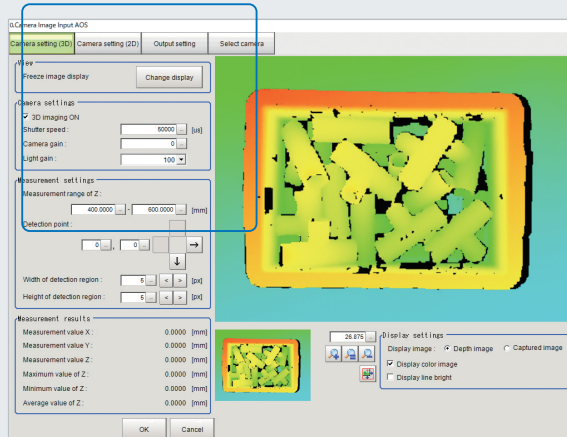 0.Camera Image Input AOS
Camera setting (3D) Camera setting (2D) Output setting Select camera
View
Freeze image display Change display
Camera settings
3D imaging ON
Shutter speed : 50000 ... [us]
Camera gain : 0 ...
Light gain : 100
Measurement settings
Measurement range of Z :
400.0000 ... - 600.0000 ... [mm]
Detection point :
0 ... , 0 ... →
↓
Width of detection region : 5 ... < > [px]
Height of detection region : 5 ... < > [px]
Measurement results
Measurement value X : 0.0000 [mm]
Measurement value Y : 0.0000 [mm]
Measurement value Z : 0.0000 [mm]
Maximum value of Z : 0.0000 [mm]
Minimum value of Z : 0.0000 [mm]
Average value of Z : 0.0000 [mm]
26.875 ...
Display settings
Display image : Depth image Captured image
Display color image
Display line bright
OK Cancel